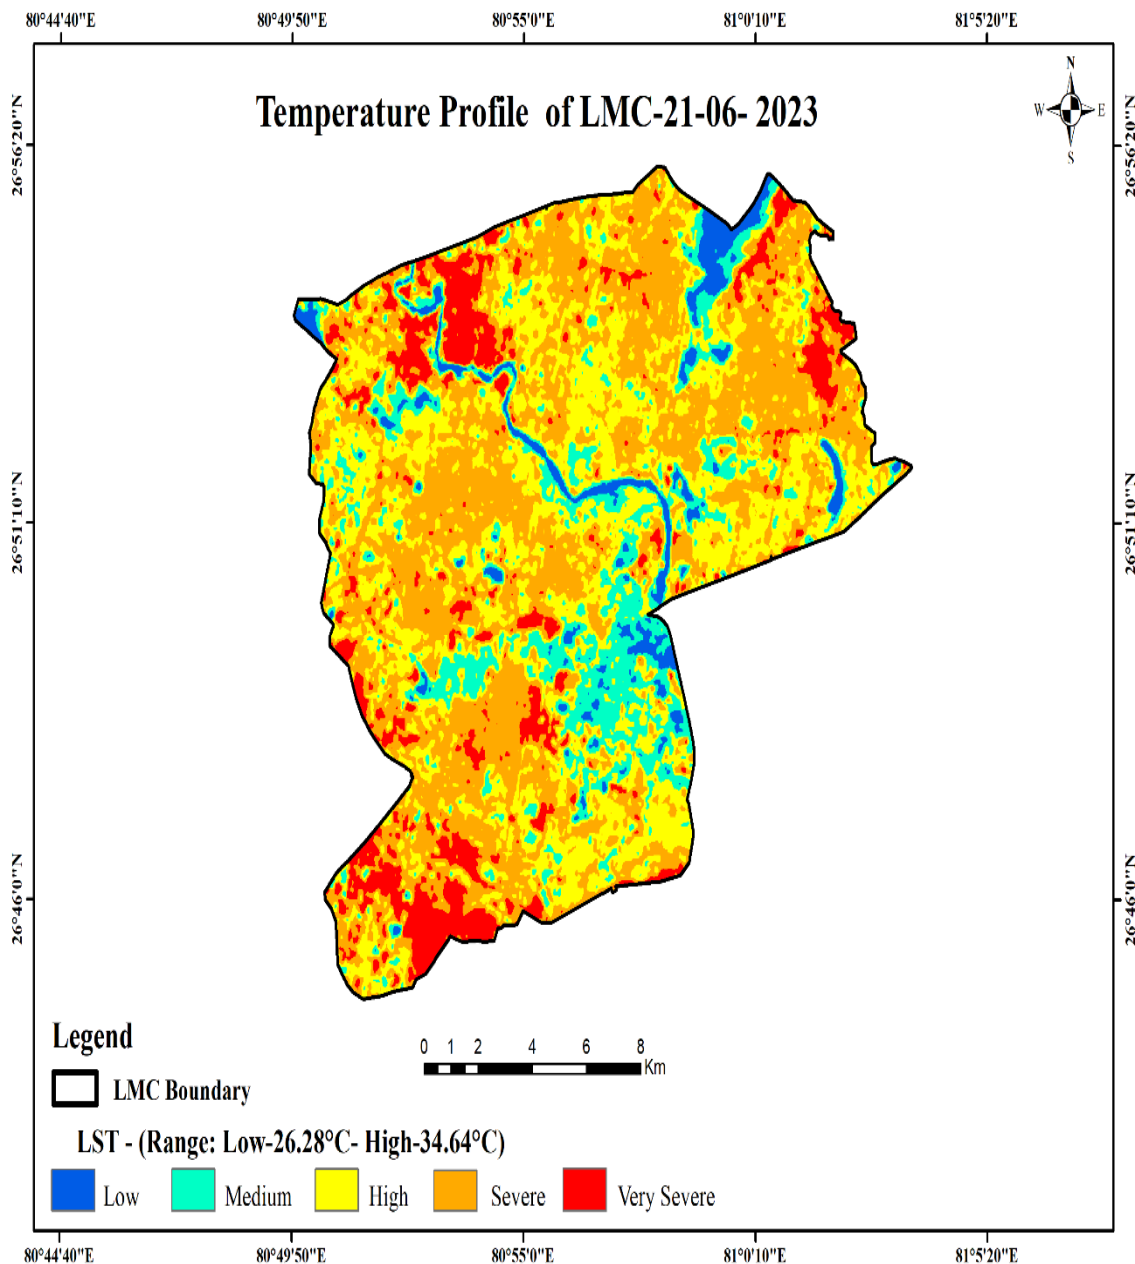 80°44'40"E 80°49'50"E 80°55'0"E 81°0'10"E 81°5'20"E
Temperature Profile of LMC-21-06- 2023
N
W E
S
26°56'20"N 26°56'20"N
26°51'10"N 26°51'10"N
26°46'0"N 26°46'0"N
Legend
0 1 2 4 6 8
Km
LMC Boundary
LST - (Range: Low-26.28°C- High-34.64°C)
Low Medium High Severe Very Severe
80°44'40"E 80°49'50"E 80°55'0"E 81°0'10"E 81°5'20"E